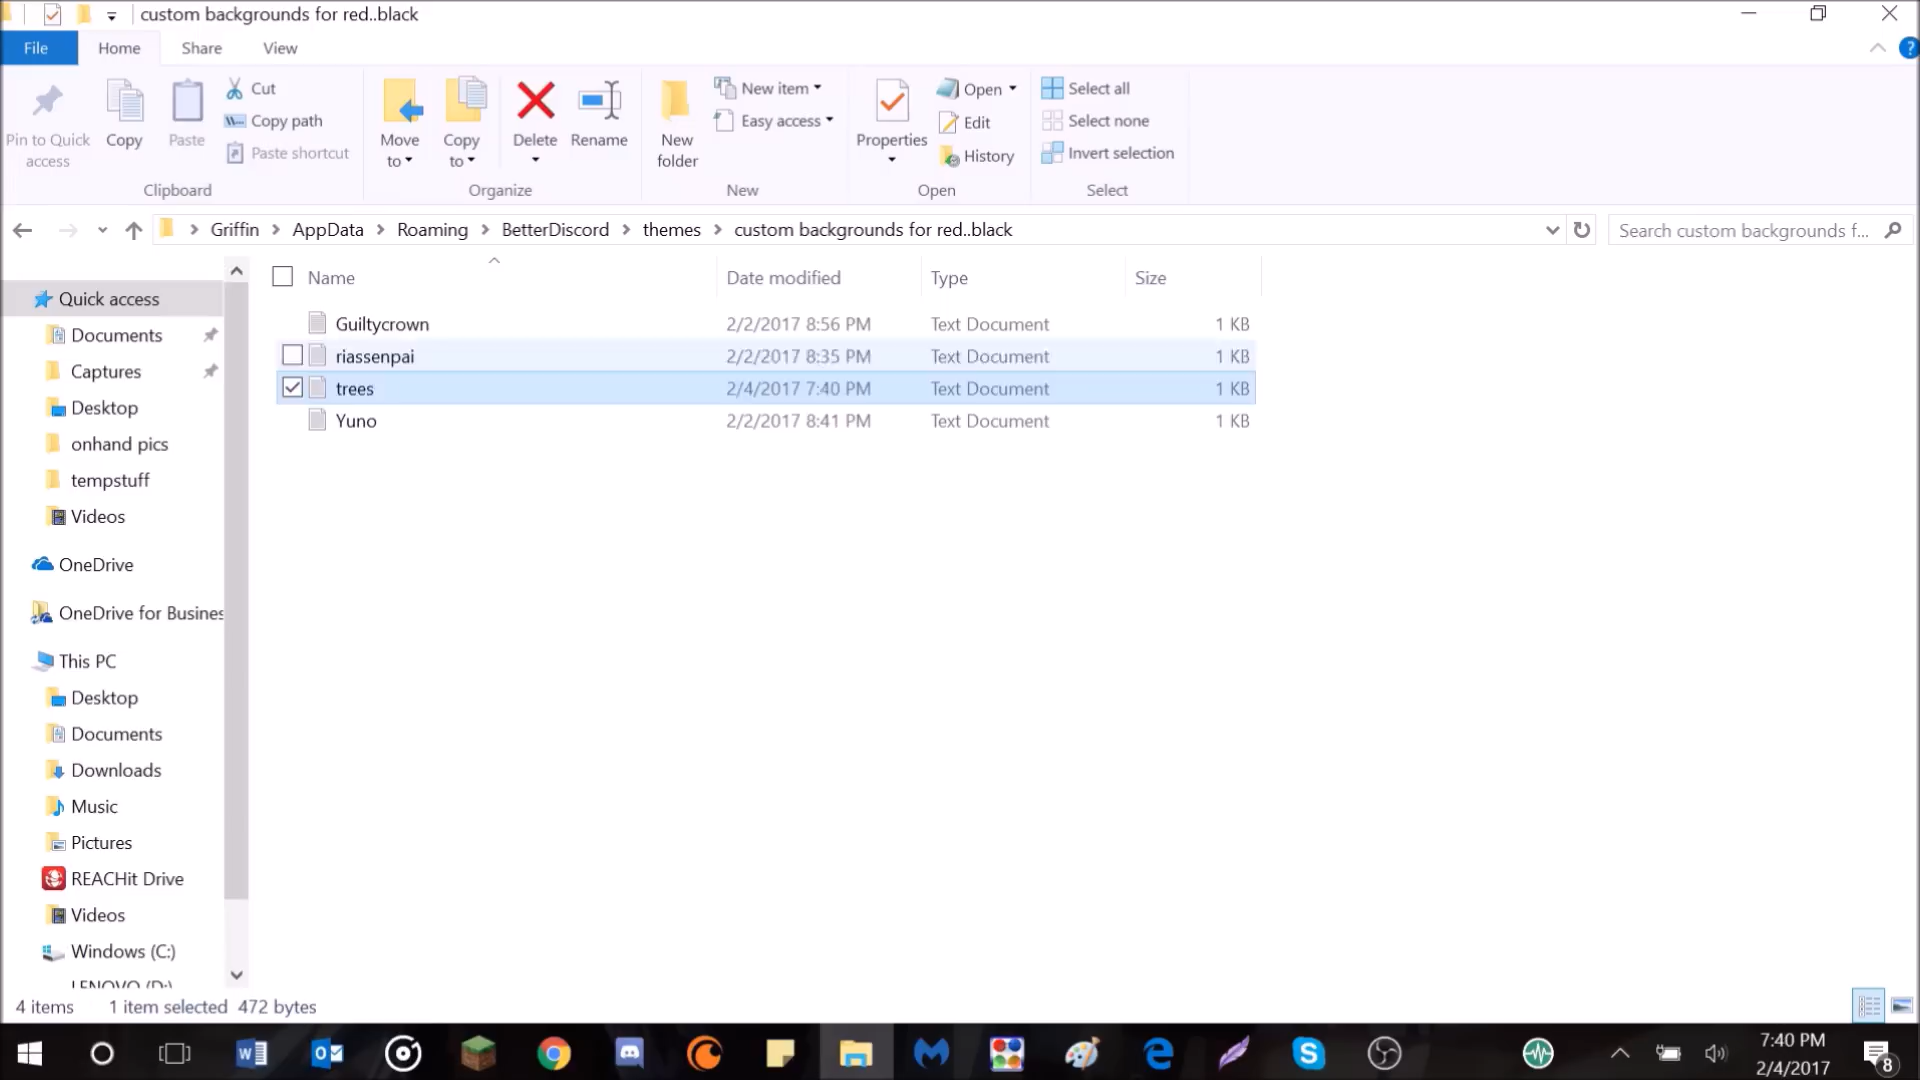 custom backgrounds for red..black
File Home Share View
Pin to Quick access
Copy
Paste
Cut
Copy path
Paste shortcut
Clipboard
Move to
Copy to
Delete
Rename
Organize
New folder
New item
Easy access
New
Properties
Open
Edit
History
Open
Select all
Select none
Invert selection
Select
Griffin > AppData > Roaming > BetterDiscord > themes > custom backgrounds for red..black
Search custom backgrounds f...
Name Date modified Type Size
Guiltycrown 2/2/2017 8:56 PM Text Document 1 KB
riassenpai 2/2/2017 8:35 PM Text Document 1 KB
trees 2/4/2017 7:40 PM Text Document 1 KB
Yuno 2/2/2017 8:41 PM Text Document 1 KB
Quick access
Documents
Captures
Desktop
onhand pics
tempstuff
Videos
OneDrive
OneDrive for Busines
This PC
Desktop
Documents
Downloads
Music
Pictures
REACHit Drive
Videos
Windows (C:)
LENOVO (D:)
4 items 1 item selected 472 bytes
7:40 PM
2/4/2017
8